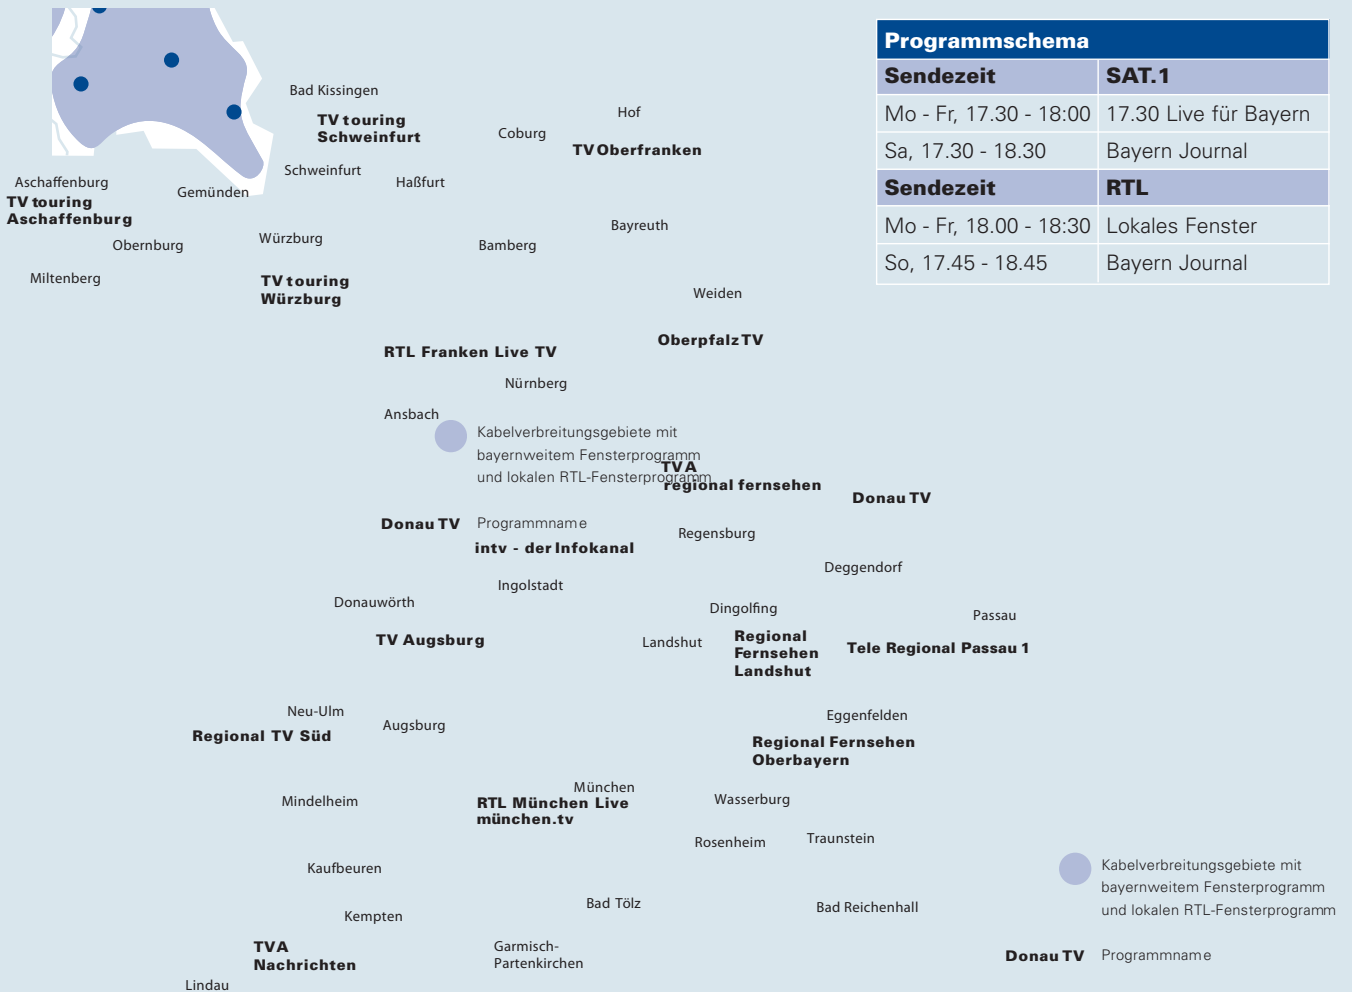 Programmschema
Sendezeit SAT.1
Mo - Fr, 17.30 - 18:00 17.30 Live für Bayern
Sa, 17.30 - 18.30 Bayern Journal
Sendezeit RTL
Mo - Fr, 18.00 - 18:30 Lokales Fenster
So, 17.45 - 18.45 Bayern Journal
Bad Kissingen
TV touring
Schweinfurt
Coburg
Hof
TV Oberfranken
Schweinfurt
Haßfurt
Aschaffenburg
TV touring
Aschaffenburg
Gemünden
Obernburg
Würzburg
Bamberg
Bayreuth
Miltenberg
TV touring
Würzburg
Weiden
Oberpfalz TV
RTL Franken Live TV
Nürnberg
Ansbach
Kabelverbreitungsgebiete mit
bayernweitem Fensterprogramm
und lokalen RTL-Fensterprogramm
TVA
regional fernsehen
Donau TV
Donau TV Programmname
intv - der Infokanal
Regensburg
Deggendorf
Ingolstadt
Donauwörth
Dingolfing
Passau
TV Augsburg
Landshut
Regional
Fernsehen
Landshut
Tele Regional Passau 1
Neu-Ulm
Regional TV Süd
Augsburg
Eggenfelden
Regional Fernsehen
Oberbayern
München
RTL München Live
münchen.tv
Mindelheim
Wasserburg
Rosenheim
Traunstein
Kaufbeuren
Kempten
Bad Tölz
Bad Reichenhall
TVA
Nachrichten
Garmisch-
Partenkirchen
Lindau
Kabelverbreitungsgebiete mit
bayernweitem Fensterprogramm
und lokalen RTL-Fensterprogramm
Donau TV Programmname